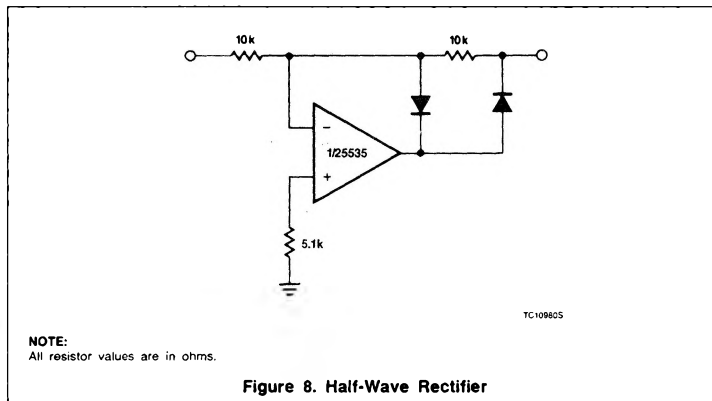 10k
10k
−
1/25535
+
5.1k
TC10980S
NOTE:
All resistor values are in ohms.
Figure 8. Half-Wave Rectifier